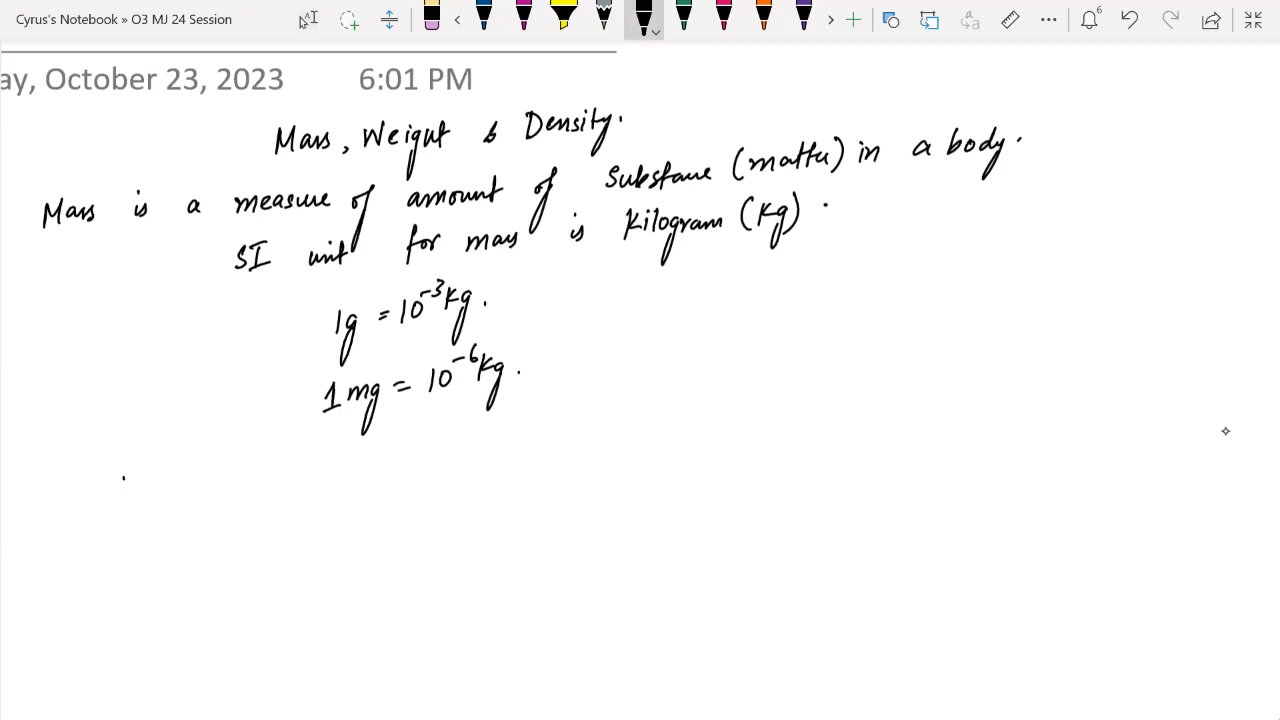 Cyrus's Notebook » O3 MJ 24 Session
6
ay, October 23, 2023 6:01 PM
Mass, Weight & Density.
Mass is a measure of amount of Substance (matter) in a body.
SI unit for mass is Kilogram (Kg).
1g = 10⁻³Kg.
1mg = 10⁻⁶Kg.